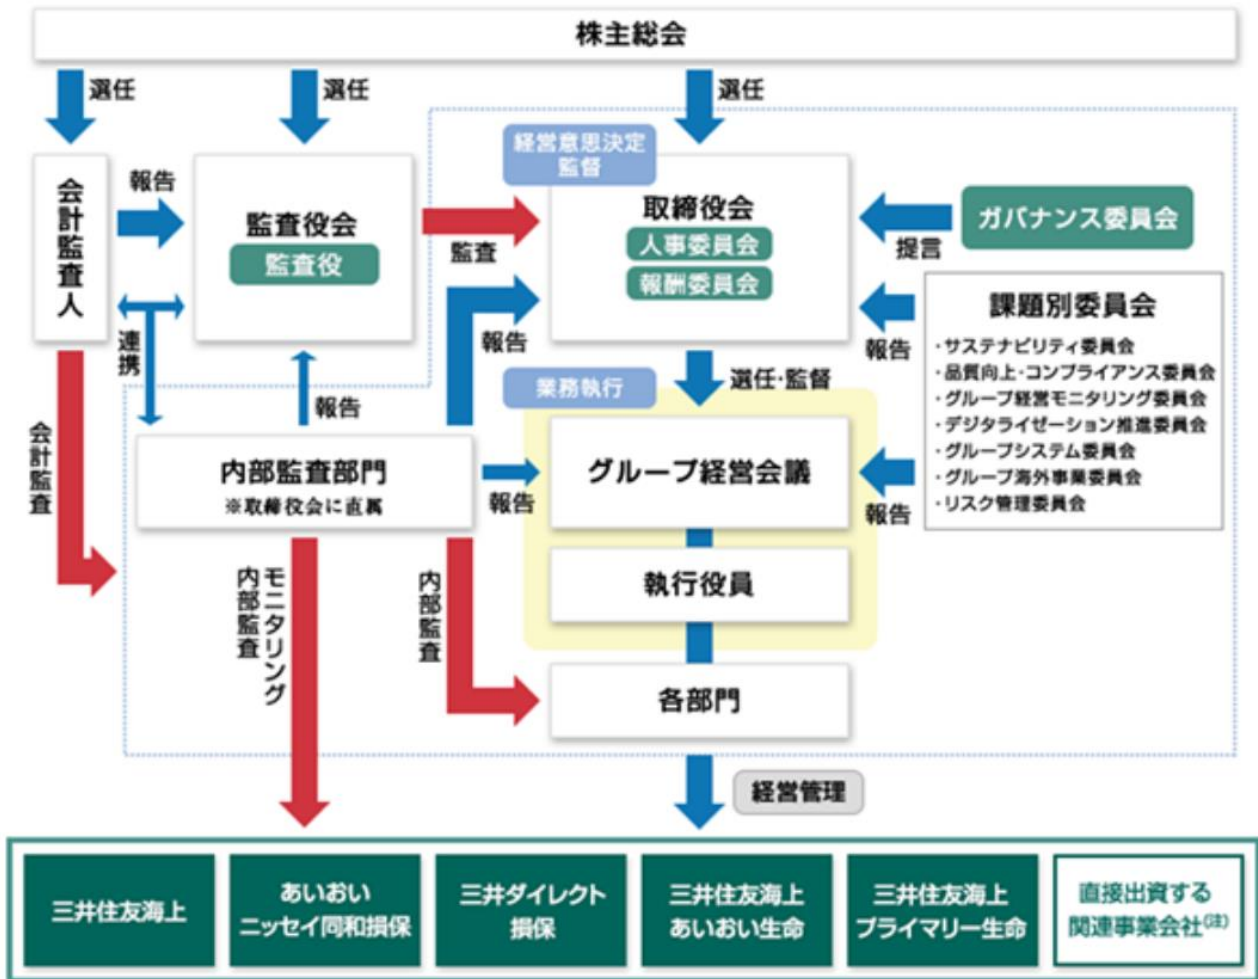 株主総会
選任
選任
選任
会計監査人
報告
監査役会
監査役
監査
経営意思決定
監督
取締役会
人事委員会
報酬委員会
ガバナンス委員会
提言
連携
報告
報告
報告
課題別委員会
・サステナビリティ委員会
・品質向上・コンプライアンス委員会
・グループ経営モニタリング委員会
・デジタライゼーション推進委員会
・グループシステム委員会
・グループ海外事業委員会
・リスク管理委員会
選任・監督
業務執行
会計監査
内部監査部門
※取締役会に直属
報告
グループ経営会議
報告
執行役員
モニタリング
内部監査
内部監査
各部門
経営管理
三井住友海上
あいおい
ニッセイ同和損保
三井ダイレクト
損保
三井住友海上
あいおい生命
三井住友海上
プライマリー生命
直接出資する
関連事業会社(注)